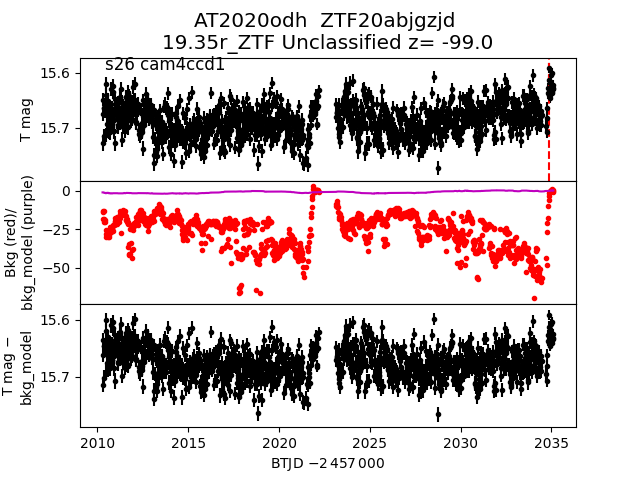 AT2020odh  ZTF20abjgzjd
19.35r_ZTF Unclassified z= -99.0
s26 cam4ccd1
T mag
15.6
15.7
Bkg (red)/
bkg_model (purple)
0
−25
−50
T mag −
bkg_model
15.6
15.7
2010
2015
2020
2025
2030
2035
BTJD −2 457 000